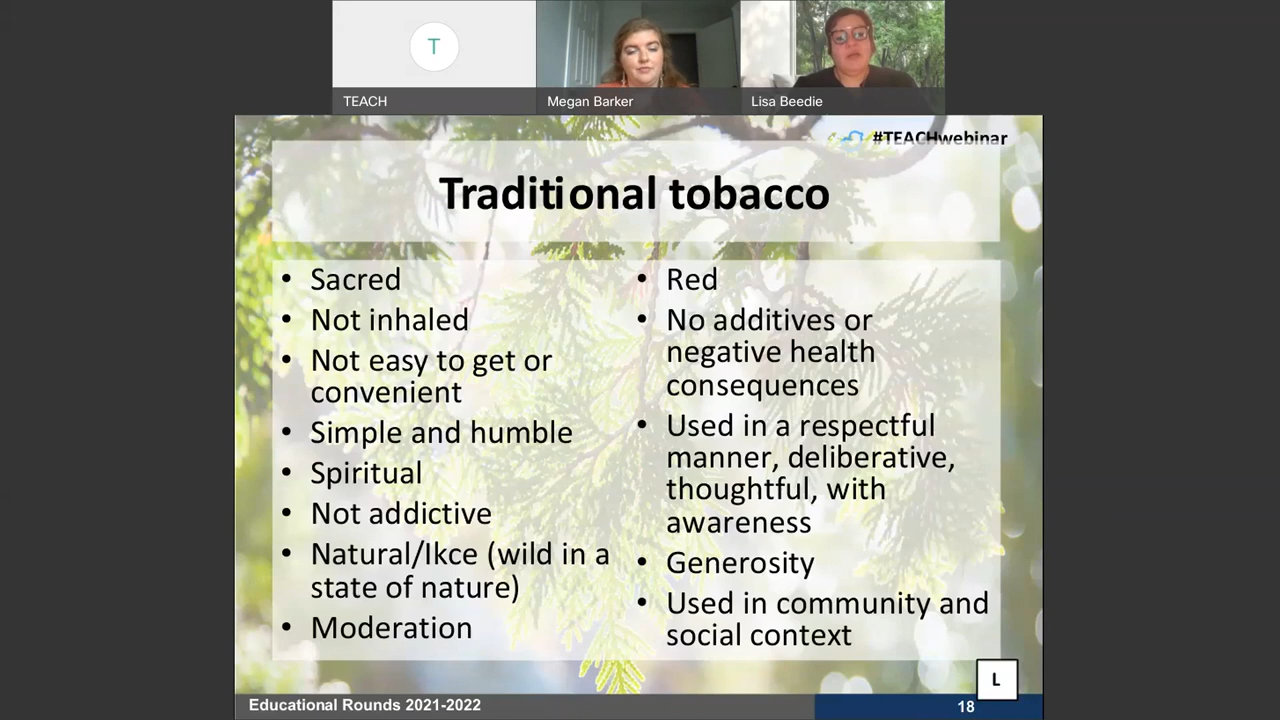 T
TEACH
Megan Barker
Lisa Beedie
#TEACHwebinar
Traditional tobacco
• Sacred
• Not inhaled
• Not easy to get or
convenient
• Simple and humble
• Spiritual
• Not addictive
• Natural/Ikce (wild in a
state of nature)
• Moderation
• Red
• No additives or
negative health
consequences
• Used in a respectful
manner, deliberative,
thoughtful, with
awareness
• Generosity
• Used in community and
social context
L
Educational Rounds 2021-2022
18